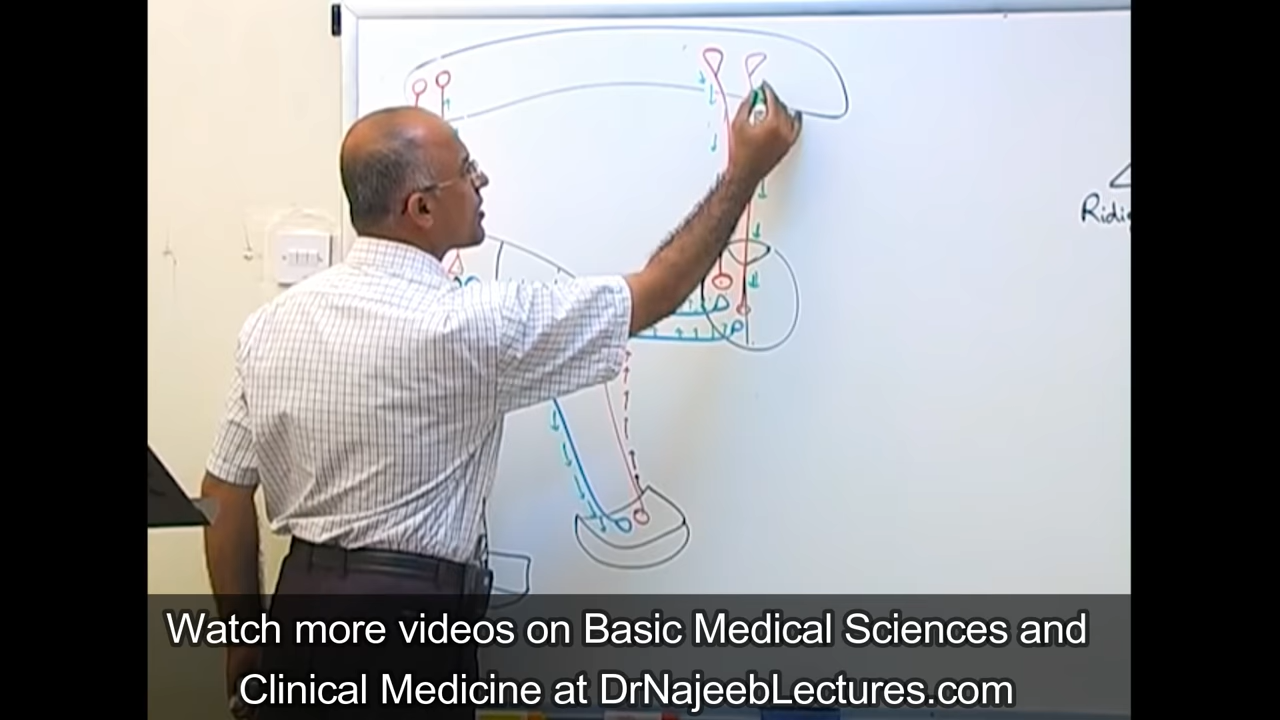 Watch more videos on Basic Medical Sciences and
Clinical Medicine at DrNajeebLectures.com